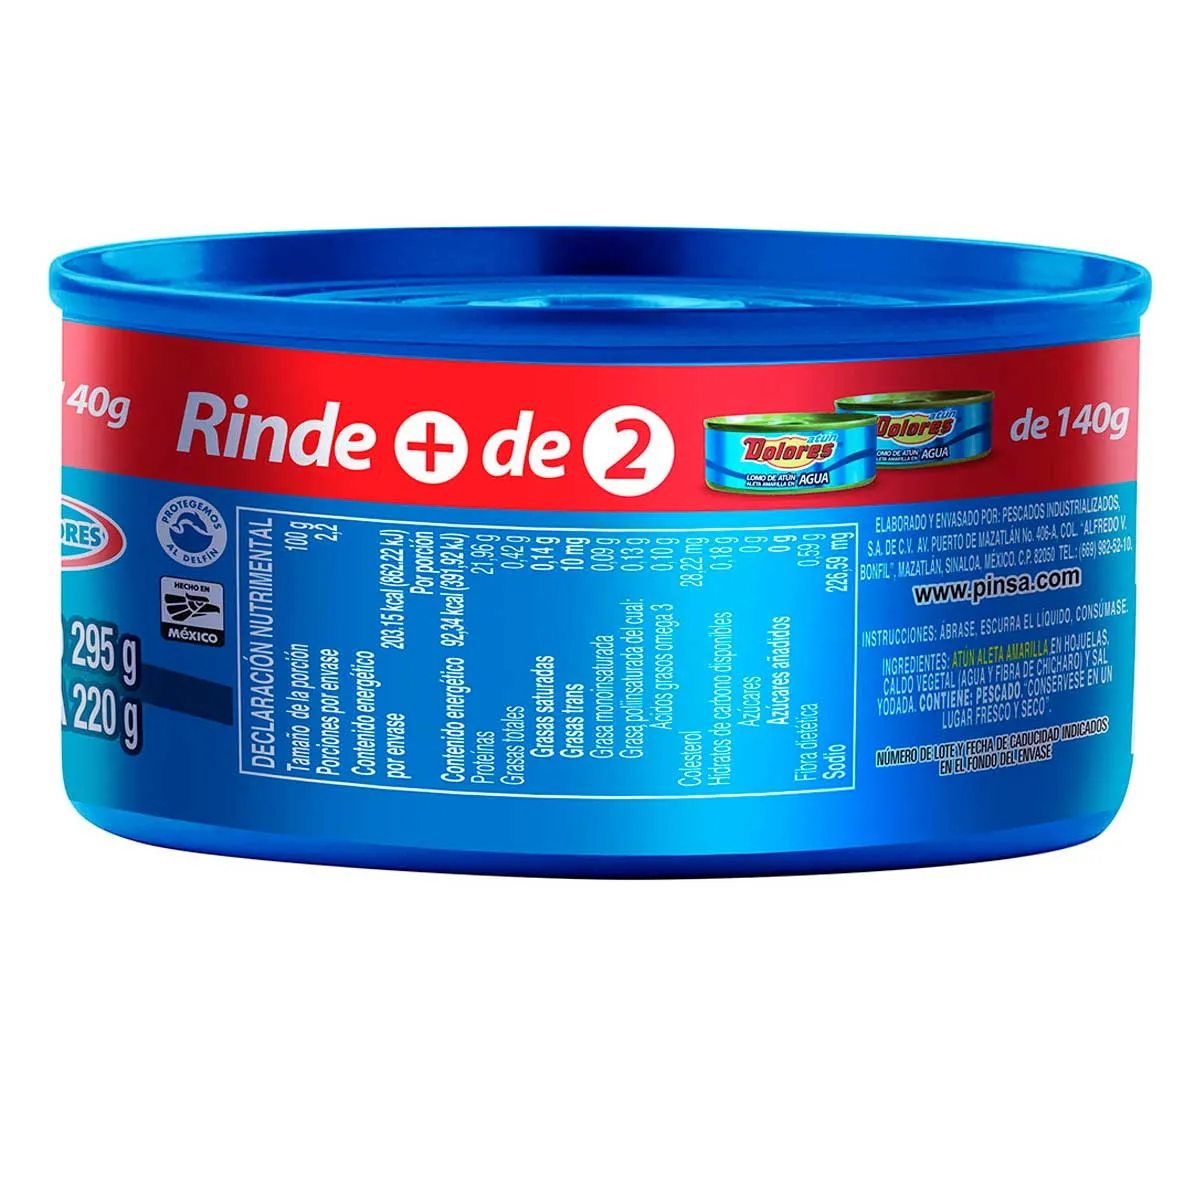 140g
Rinde + de 2
atún
Dolores
LOMO DE ATÚN
ALETA AMARILLA EN AGUA
atún
Dolores
LOMO DE ATÚN
ALETA AMARILLA EN AGUA
de 140g
ORES
PROTEGEMOS
AL DELFÍN
HECHO EN
MÉXICO
295 g
220 g
DECLARACIÓN NUTRIMENTAL
Tamaño de la porción 100 g
Porciones por envase 2,2
Contenido energético
por envase 203.15 kcal (862.22 kJ)
Por porción
Contenido energético 92,34 kcal (391,92 kJ)
Proteínas 21,96 g
Grasas totales 0,42 g
Grasas saturadas 0,14 g
Grasas trans 10 mg
Grasa monoinsaturada 0,09 g
Grasa poliinsaturada del cual: 0,13 g
Ácidos grasos omega 3 0,10 g
Colesterol 28,22 mg
Hidratos de carbono disponibles 0,18 g
Azúcares 0 g
Azúcares añadidos 0 g
Fibra dietética 0,59 g
Sodio 226,59 mg
ELABORADO Y ENVASADO POR: PESCADOS INDUSTRIALIZADOS,
S.A. DE C.V. AV. PUERTO DE MAZATLÁN No. 406-A, COL. "ALFREDO V.
BONFIL", MAZATLÁN, SINALOA, MÉXICO. C.P. 82050 TEL.: (669) 982-52-10.
www.pinsa.com
INSTRUCCIONES: ÁBRASE, ESCURRA EL LÍQUIDO, CONSÚMASE.
INGREDIENTES: ATÚN ALETA AMARILLA EN HOJUELAS,
CALDO VEGETAL (AGUA Y FIBRA DE CHÍCHARO) Y SAL
YODADA. CONTIENE: PESCADO. "CONSÉRVESE EN UN
LUGAR FRESCO Y SECO".
NÚMERO DE LOTE Y FECHA DE CADUCIDAD INDICADOS
EN EL FONDO DEL ENVASE